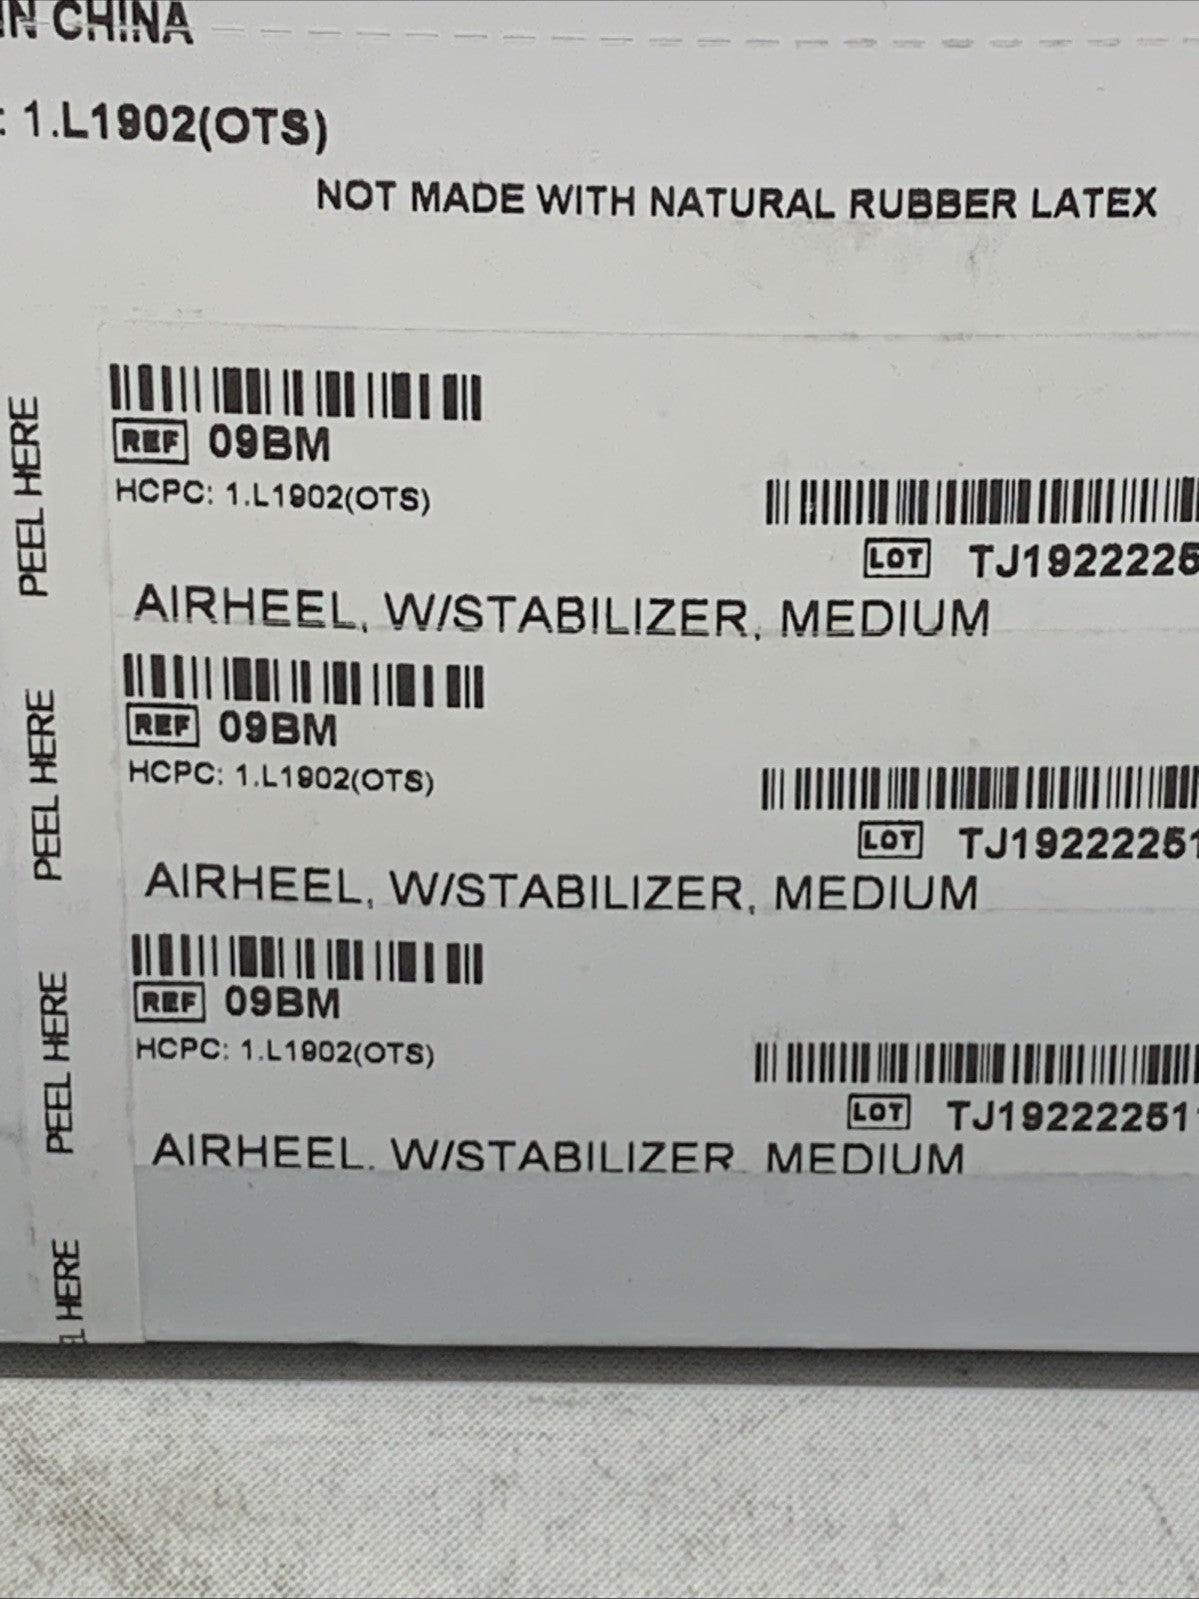 IN CHINA
: 1.L1902(OTS)
NOT MADE WITH NATURAL RUBBER LATEX
PEEL HERE
REF 09BM
HCPC: 1.L1902(OTS)
LOT TJ1922225
AIRHEEL, W/STABILIZER, MEDIUM
PEEL HERE
REF 09BM
HCPC: 1.L1902(OTS)
LOT TJ19222251
AIRHEEL, W/STABILIZER, MEDIUM
PEEL HERE
REF 09BM
HCPC: 1.L1902(OTS)
LOT TJ19222251
AIRHEEL, W/STABILIZER, MEDIUM
L HERE